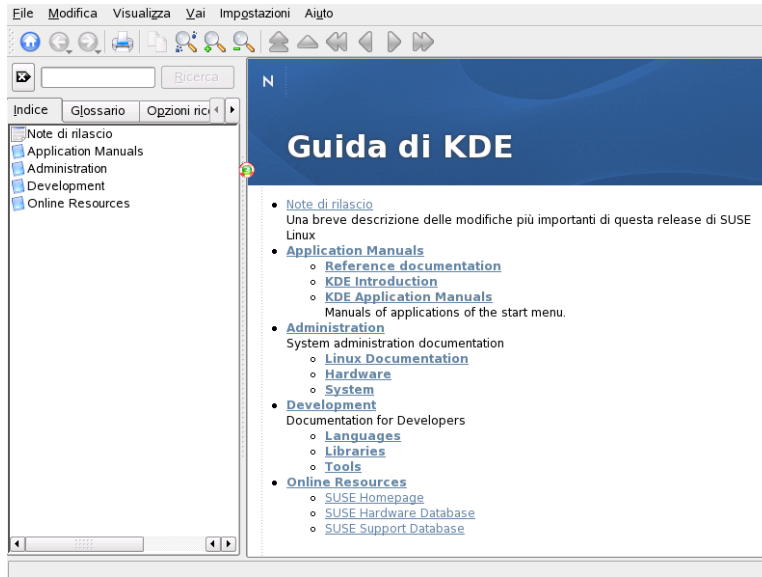 File Modifica Visualizza Vai Impostazioni Aiuto
Ricerca
Indice Glossario Opzioni ric
Note di rilascio
Application Manuals
Administration
Development
Online Resources
N
Guida di KDE
Note di rilascio
Una breve descrizione delle modifiche più importanti di questa release di SUSE
Linux
Application Manuals
Reference documentation
KDE Introduction
KDE Application Manuals
Manuals of applications of the start menu.
Administration
System administration documentation
Linux Documentation
Hardware
System
Development
Documentation for Developers
Languages
Libraries
Tools
Online Resources
SUSE Homepage
SUSE Hardware Database
SUSE Support Database